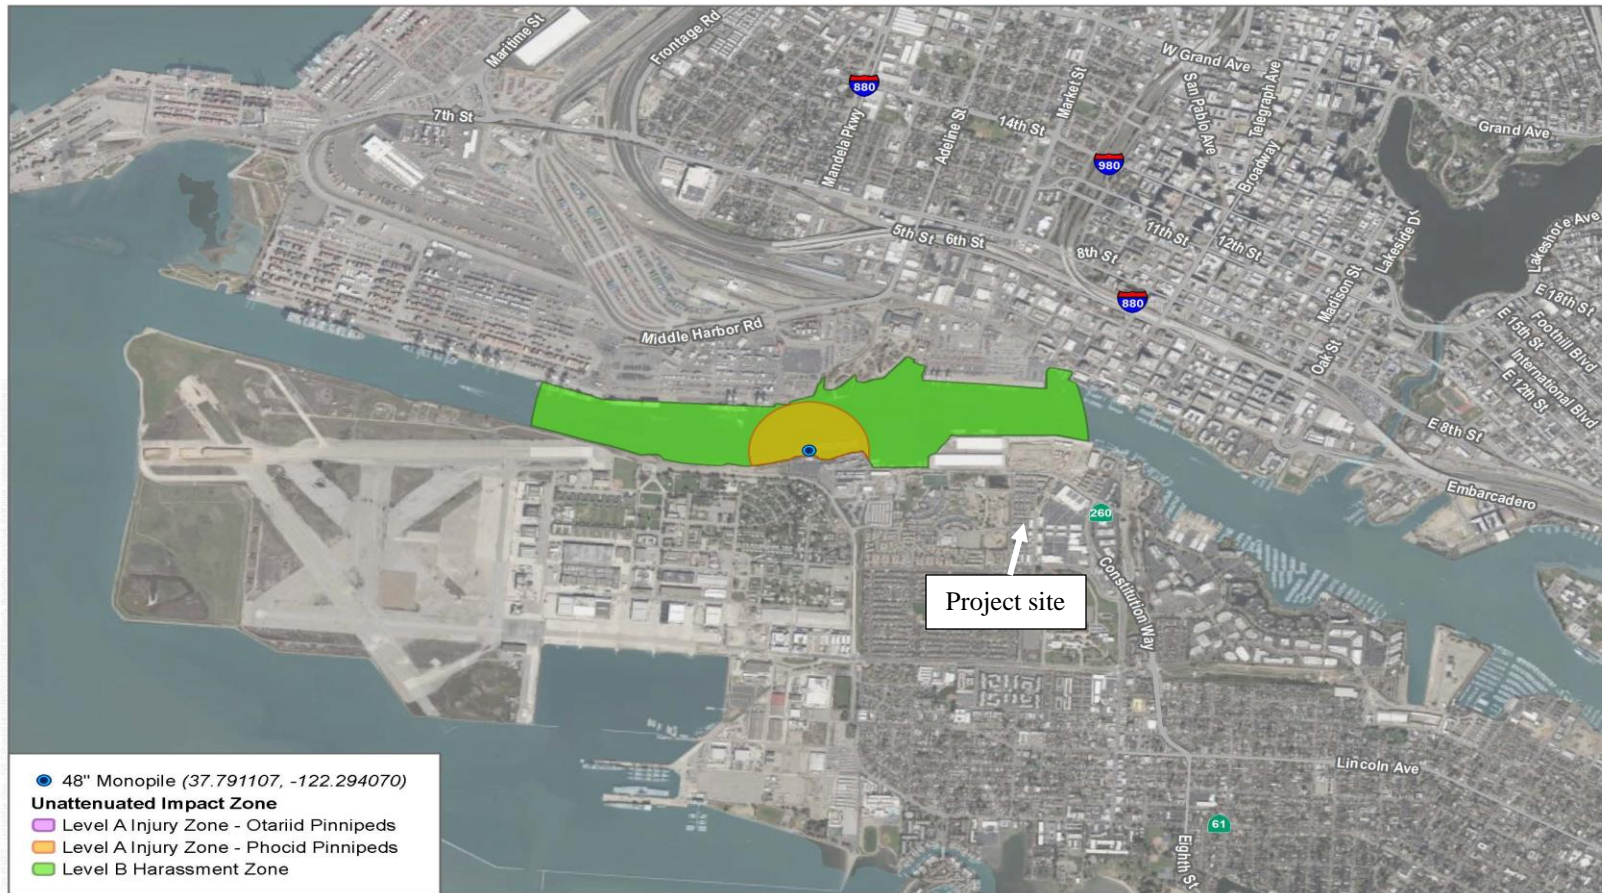 Maritime St
Frontage Rd
W Grand Ave
880
Mandela Pkwy
Adeline St
Market St
San Pablo Ave
Telegraph Ave
Broadway
Grand Ave
7th St
14th St
980
5th St
6th St
8th St
11th St
12th St
Lakeside Dr
Lakeshore Ave
Madison St
Oak St
880
E 18th St
Foothill Blvd
E 15th St
International Blvd
E 12th St
Middle Harbor Rd
E 8th St
Embarcadero
260
Constitution Way
Project site
Lincoln Ave
61
Eighth St
48" Monopile (37.791107, -122.294070)
Unattenuated Impact Zone
Level A Injury Zone - Otariid Pinnipeds
Level A Injury Zone - Phocid Pinnipeds
Level B Harassment Zone